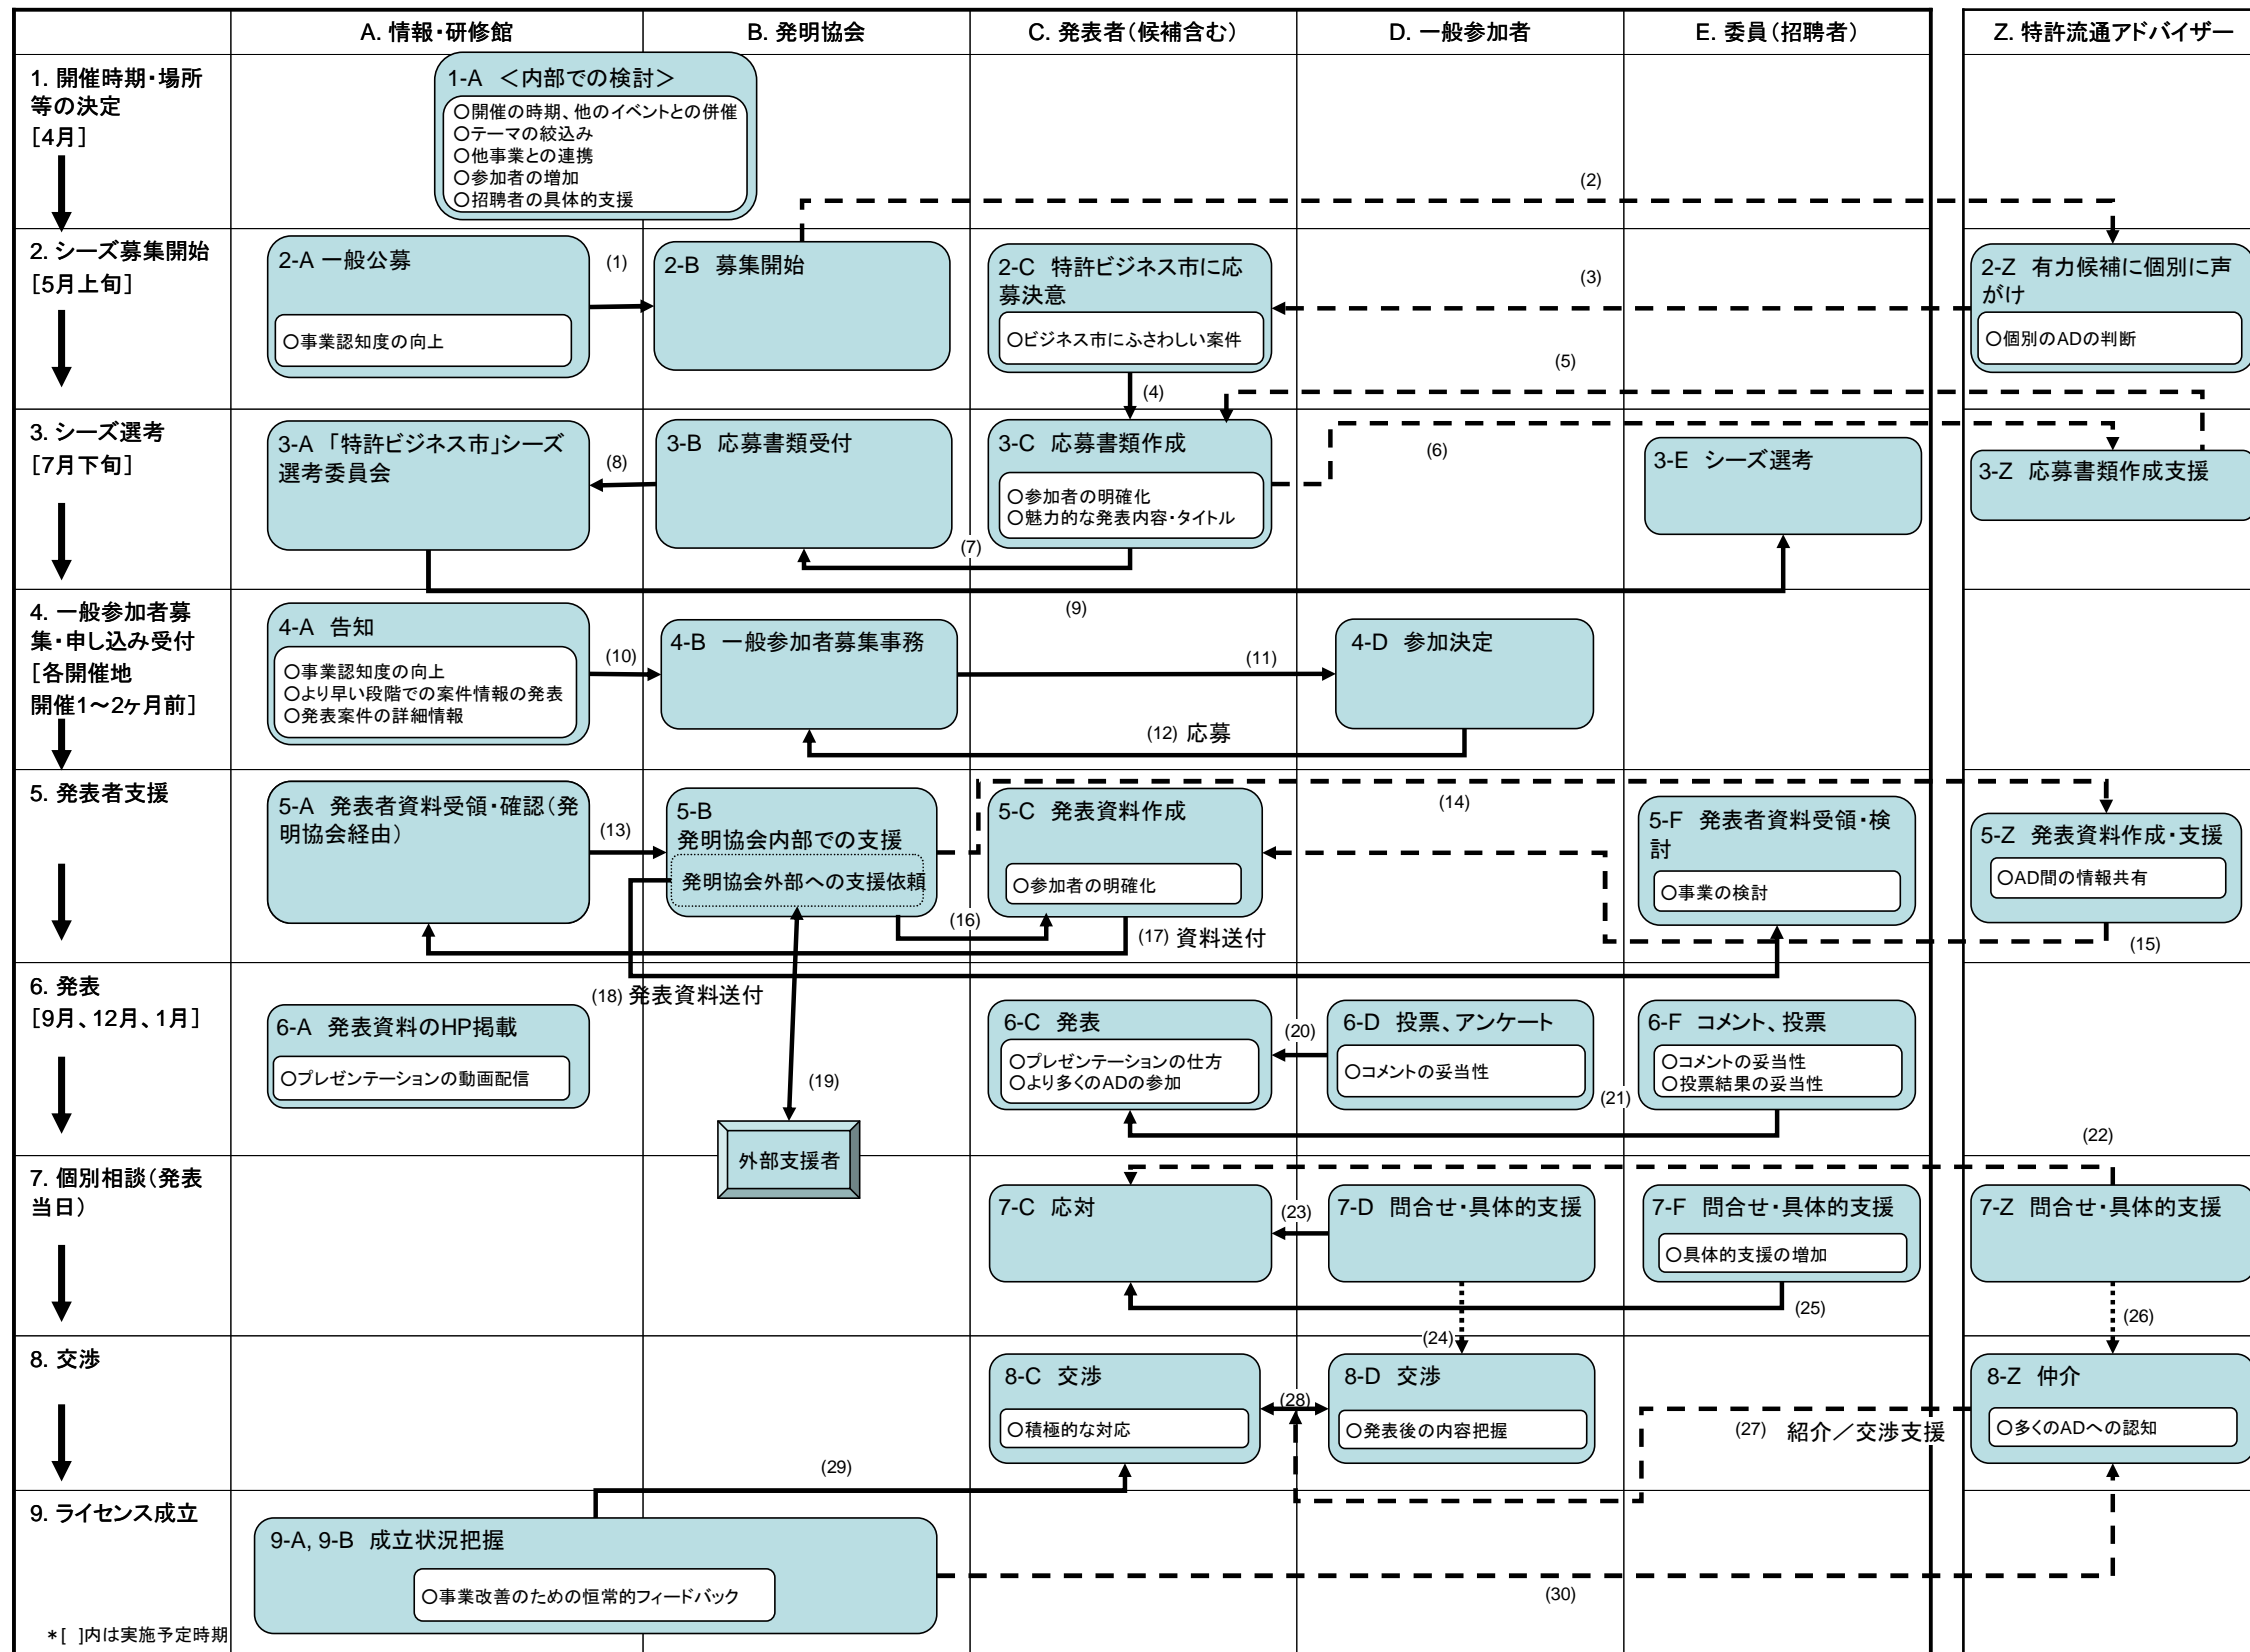 A. 情報・研修館
B. 発明協会
C. 発表者（候補含む）
D. 一般参加者
E. 委員（招聘者）
Z. 特許流通アドバイザー
1. 開催時期・場所
等の決定
［4月］
1-A ＜内部での検討＞
○開催の時期、他のイベントとの併催
○テーマの絞込み
○他事業との連携
○参加者の増加
○招聘者の具体的支援
(2)
2. シーズ募集開始
［5月上旬］
2-A 一般公募
○事業認知度の向上
(1)
2-B 募集開始
2-C 特許ビジネス市に応
募決意
○ビジネス市にふさわしい案件
(3)
2-Z 有力候補に個別に声
がけ
○個別のADの判断
(4)
(5)
3. シーズ選考
［7月下旬］
3-A 「特許ビジネス市」シーズ
選考委員会
(8)
3-B 応募書類受付
3-C 応募書類作成
○参加者の明確化
○魅力的な発表内容・タイトル
(6)
3-E シーズ選考
3-Z 応募書類作成支援
(7)
(9)
4. 一般参加者募
集・申し込み受付
［各開催地
開催1～2ヶ月前］
4-A 告知
○事業認知度の向上
○より早い段階での案件情報の発表
○発表案件の詳細情報
(10)
4-B 一般参加者募集事務
(11)
4-D 参加決定
(12) 応募
5. 発表者支援
5-A 発表者資料受領・確認（発
明協会経由）
(13)
5-B
発明協会内部での支援
発明協会外部への支援依頼
5-C 発表資料作成
○参加者の明確化
(14)
5-F 発表者資料受領・検
討
○事業の検討
5-Z 発表資料作成・支援
○AD間の情報共有
(16)
(17) 資料送付
(15)
6. 発表
［9月、12月、1月］
(18) 発表資料送付
6-A 発表資料のHP掲載
○プレゼンテーションの動画配信
(19)
6-C 発表
○プレゼンテーションの仕方
○より多くのADの参加
(20)
6-D 投票、アンケート
○コメントの妥当性
(21)
6-F コメント、投票
○コメントの妥当性
○投票結果の妥当性
外部支援者
(22)
7. 個別相談（発表
当日）
7-C 応対
(23)
7-D 問合せ・具体的支援
7-F 問合せ・具体的支援
○具体的支援の増加
7-Z 問合せ・具体的支援
(25)
(24)
(26)
8. 交渉
8-C 交渉
○積極的な対応
(28)
8-D 交渉
○発表後の内容把握
(27) 紹介／交渉支援
8-Z 仲介
○多くのADへの認知
(29)
9. ライセンス成立
9-A, 9-B 成立状況把握
○事業改善のための恒常的フィードバック
(30)
＊[ ]内は実施予定時期